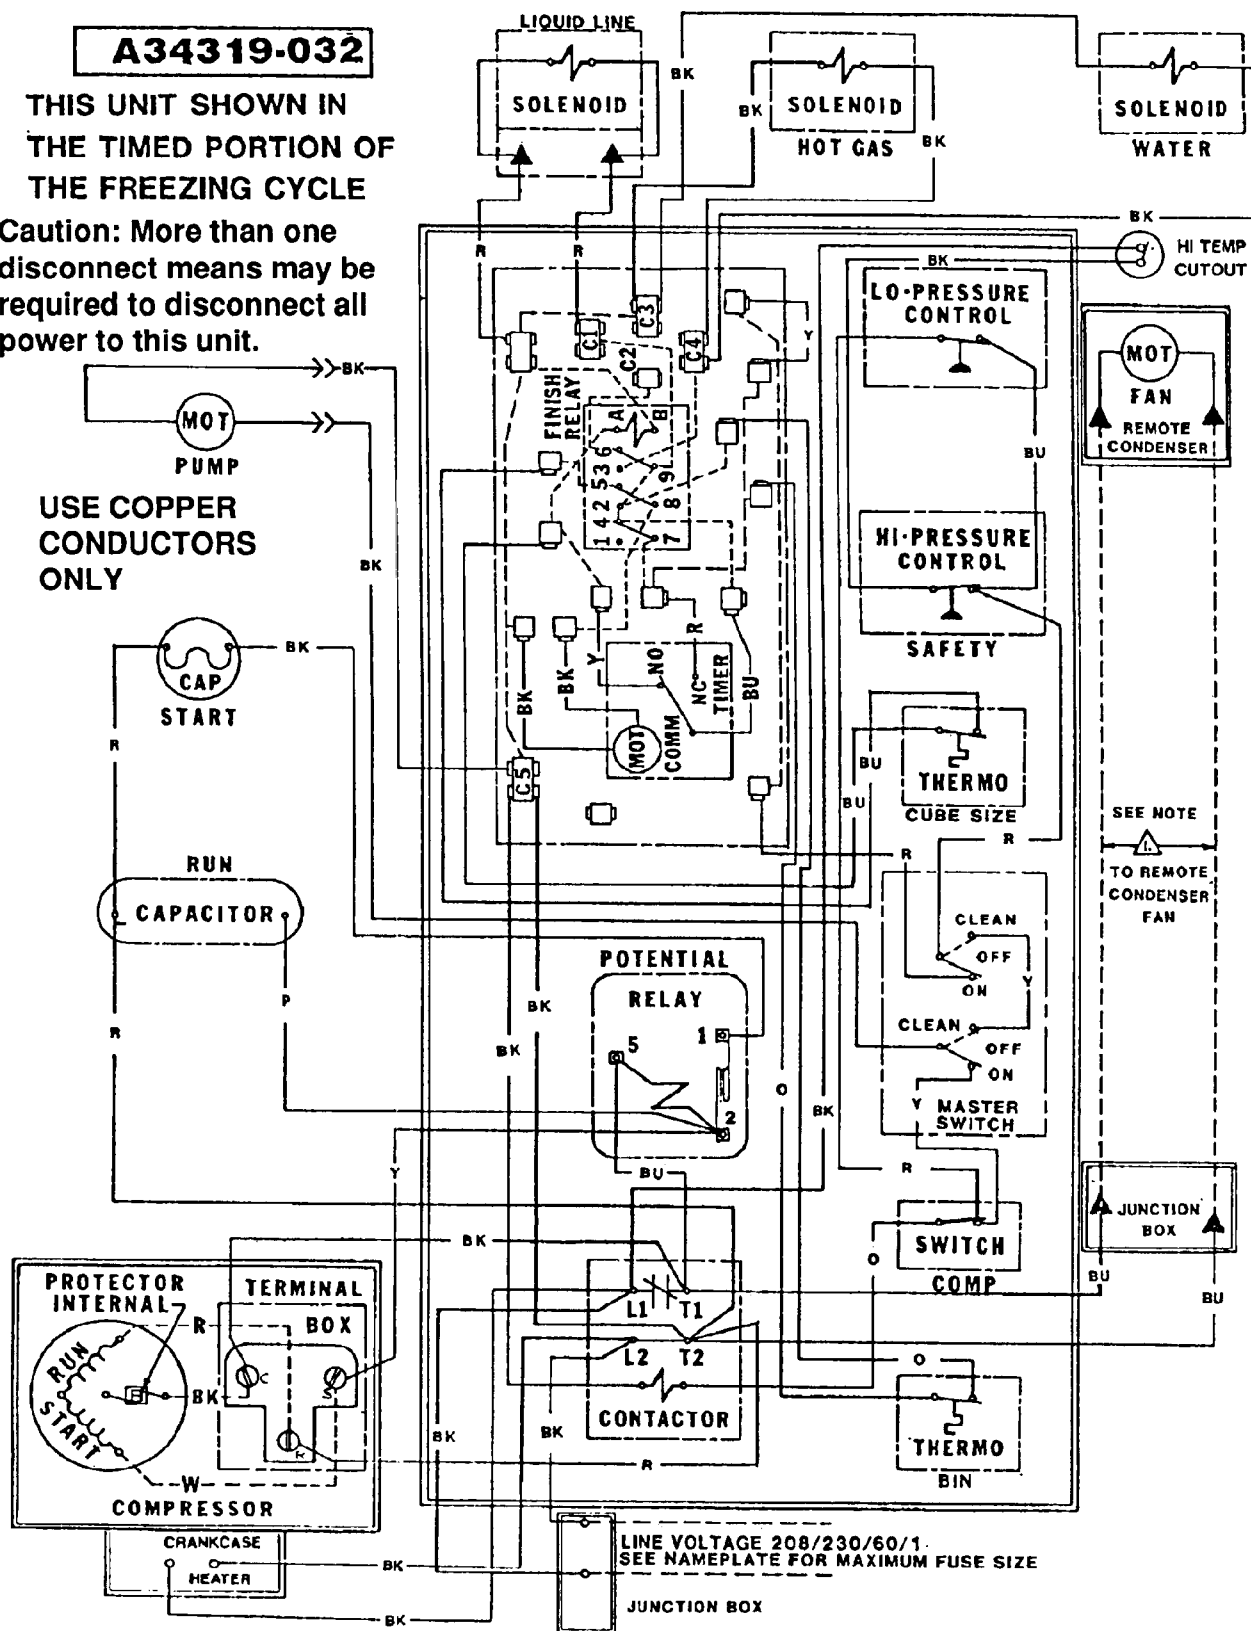 A34319-032
THIS UNIT SHOWN IN
THE TIMED PORTION OF
THE FREEZING CYCLE
Caution: More than one
disconnect means may be
required to disconnect all
power to this unit.
LIQUID LINE
SOLENOID
BK
BK
SOLENOID
HOT GAS
BK
SOLENOID
WATER
BK
R
R
BK
HI TEMP
CUTOUT
LO-PRESSURE
CONTROL
C1
C3
C2
C4
Y
MOT
FAN
REMOTE
CONDENSER
BK
MOT
PUMP
FINISH
RELAY
A
B
6
3
9
5
2
8
4
1
7
BU
USE COPPER
CONDUCTORS
ONLY
BK
HI-PRESSURE
CONTROL
SAFETY
CAP
START
BK
R
BK
BK
Y
NO
R
NC
TIMER
BU
MOT
COMM
C5
BU
BU
THERMO
CUBE SIZE
R
R
SEE NOTE
1.
TO REMOTE
CONDENSER
FAN
RUN
CAPACITOR
P
R
CLEAN
OFF
ON
Y
CLEAN
OFF
ON
Y
MASTER
SWITCH
POTENTIAL
RELAY
1
5
2
BK
BK
O
BK
BU
Y
R
SWITCH
COMP
O
JUNCTION
BOX
BU
BU
BK
L1
T1
L2
T2
CONTACTOR
O
THERMO
BIN
R
BK
BK
PROTECTOR
INTERNAL
TERMINAL
BOX
R
RUN
START
BK
C
S
R
W
COMPRESSOR
CRANKCASE
HEATER
BK
BK
LINE VOLTAGE 208/230/60/1.
SEE NAMEPLATE FOR MAXIMUM FUSE SIZE
JUNCTION BOX